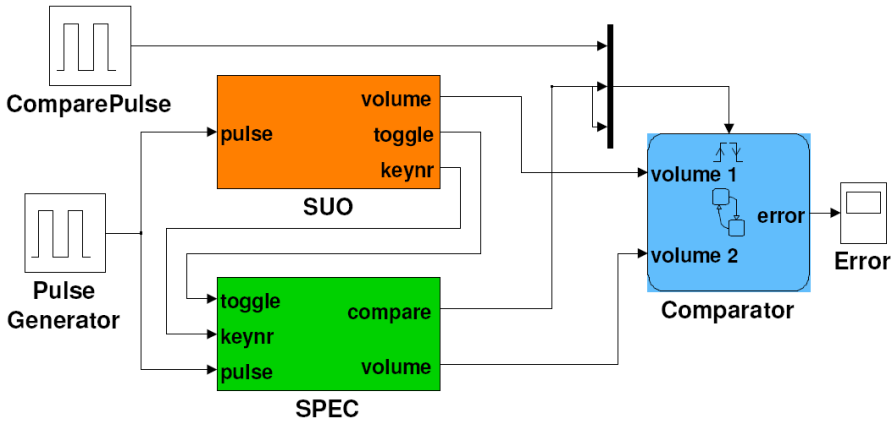 ComparePulse
pulse
volume
toggle
keynr
SUO
Pulse
Generator
toggle
keynr
pulse
compare
volume
SPEC
volume 1
volume 2
error
Comparator
Error